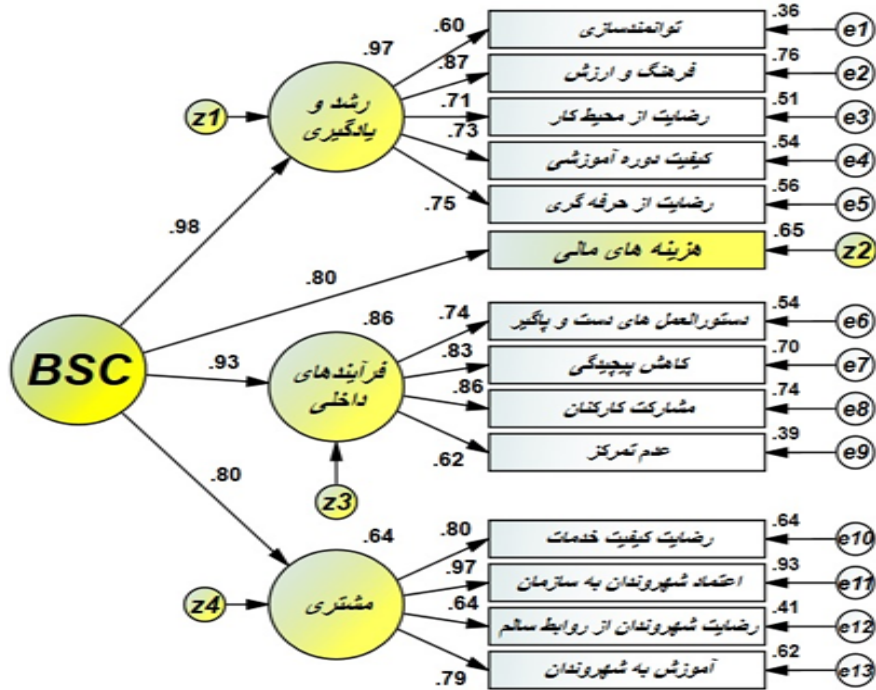 .60
توانمندسازی
.36
e1
.97
.87
فرهنگ و ارزش
.76
e2
رشد و
یادگیری
z1
.71
رضایت از محیط کار
.51
e3
.73
کیفیت دوره آموزشی
.54
e4
.75
رضایت از حرفه گری
.56
e5
.98
هزینه های مالی
.65
z2
.80
BSC
.93
.86
فرآیندهای
داخلی
z3
.74
دستورالعمل های دست و پاگیر
.54
e6
.83
کاهش پیچیدگی
.70
e7
.86
مشارکت کارکنان
.74
e8
.62
عدم تمرکز
.39
e9
.80
.64
مشتری
z4
.80
رضایت کیفیت خدمات
.64
e10
.97
اعتماد شهروندان به سازمان
.93
e11
.64
رضایت شهروندان از روابط سالم
.41
e12
.79
آموزش به شهروندان
.62
e13